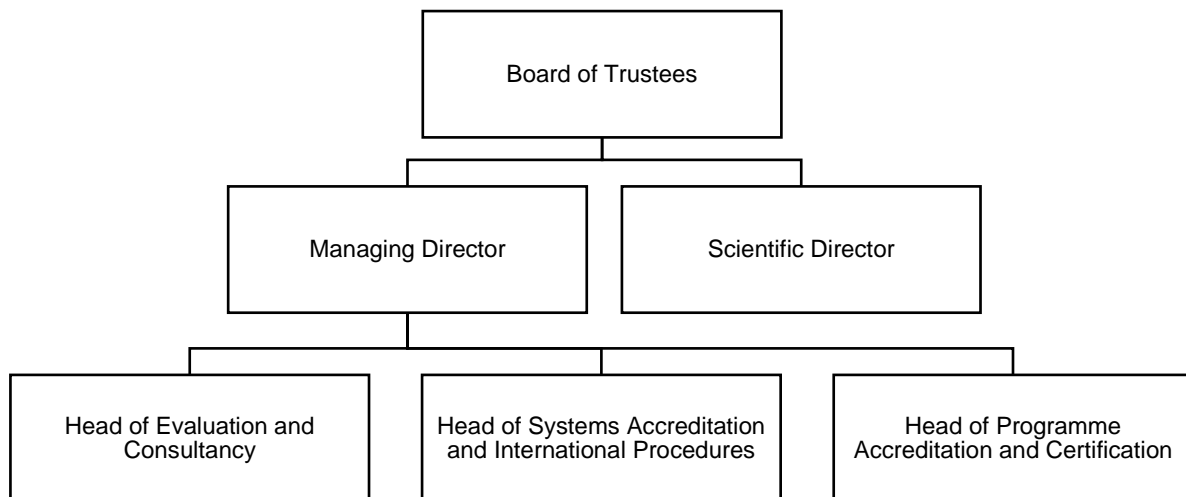 Board of Trustees
Managing Director
Scientific Director
Head of Evaluation and
Consultancy
Head of Systems Accreditation
and International Procedures
Head of Programme
Accreditation and Certification